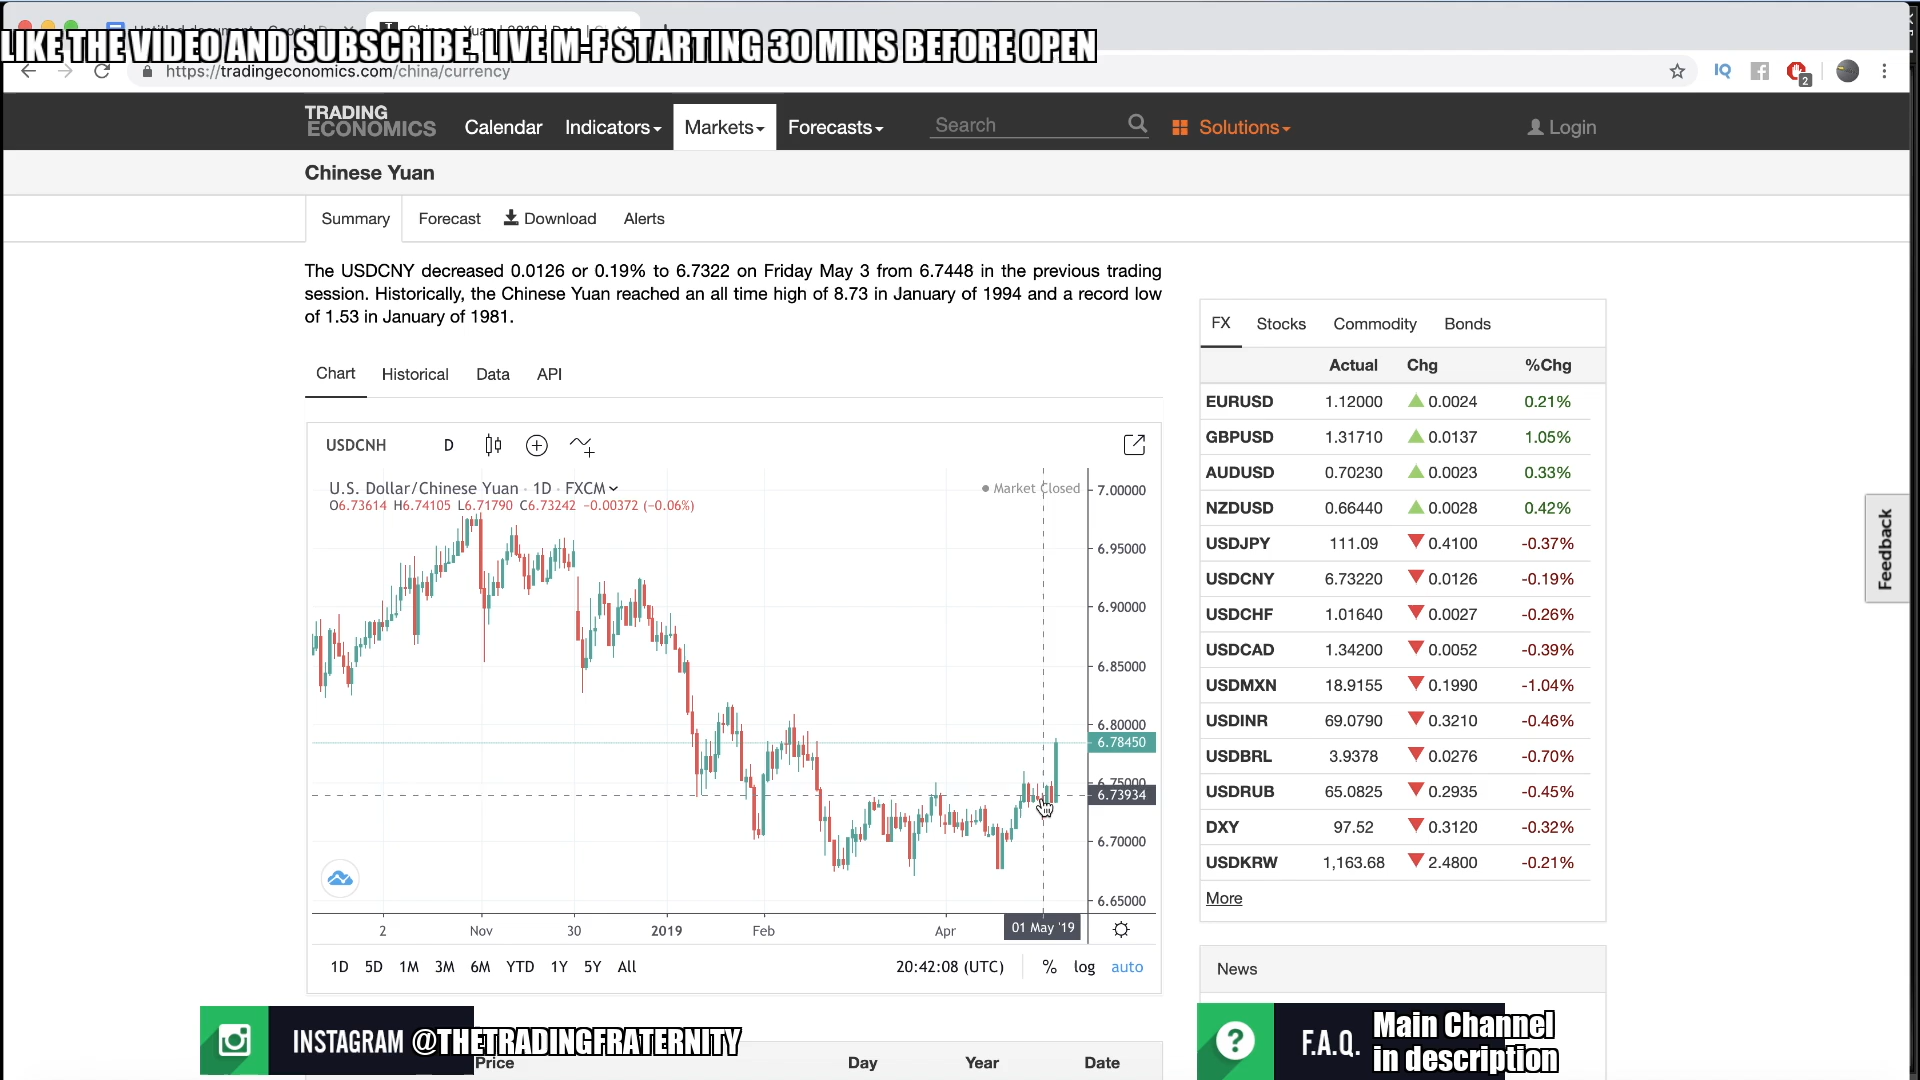 LIKE THE VIDEO AND SUBSCRIBE. LIVE M-F STARTING 30 MINS BEFORE OPEN
https://tradingeconomics.com/china/currency
IQ
2
TRADING
ECONOMICS
Calendar
Indicators
Markets
Forecasts
Search
Solutions
Login
Chinese Yuan
Summary
Forecast
Download
Alerts
The USDCNY decreased 0.0126 or 0.19% to 6.7322 on Friday May 3 from 6.7448 in the previous trading
session. Historically, the Chinese Yuan reached an all time high of 8.73 in January of 1994 and a record low
of 1.53 in January of 1981.
Chart
Historical
Data
API
USDCNH
D
U.S. Dollar/Chinese Yuan · 1D · FXCM
Market Closed
O6.73614 H6.74105 L6.71790 C6.73242 −0.00372 (−0.06%)
7.00000
6.95000
6.90000
6.85000
6.80000
6.78450
6.75000
6.73934
6.70000
6.65000
2
Nov
30
2019
Feb
Apr
01 May '19
1D 5D 1M 3M 6M YTD 1Y 5Y All
20:42:08 (UTC)
% log auto
FX Stocks Commodity Bonds
Actual Chg %Chg
EURUSD 1.12000 0.0024 0.21%
GBPUSD 1.31710 0.0137 1.05%
AUDUSD 0.70230 0.0023 0.33%
NZDUSD 0.66440 0.0028 0.42%
USDJPY 111.09 0.4100 -0.37%
USDCNY 6.73220 0.0126 -0.19%
USDCHF 1.01640 0.0027 -0.26%
USDCAD 1.34200 0.0052 -0.39%
USDMXN 18.9155 0.1990 -1.04%
USDINR 69.0790 0.3210 -0.46%
USDBRL 3.9378 0.0276 -0.70%
USDRUB 65.0825 0.2935 -0.45%
DXY 97.52 0.3120 -0.32%
USDKRW 1,163.68 2.4800 -0.21%
More
Feedback
News
INSTAGRAM @THETRADINGFRATERNITY
Price Day Year Date
?
F.A.Q.
Main Channel
in description